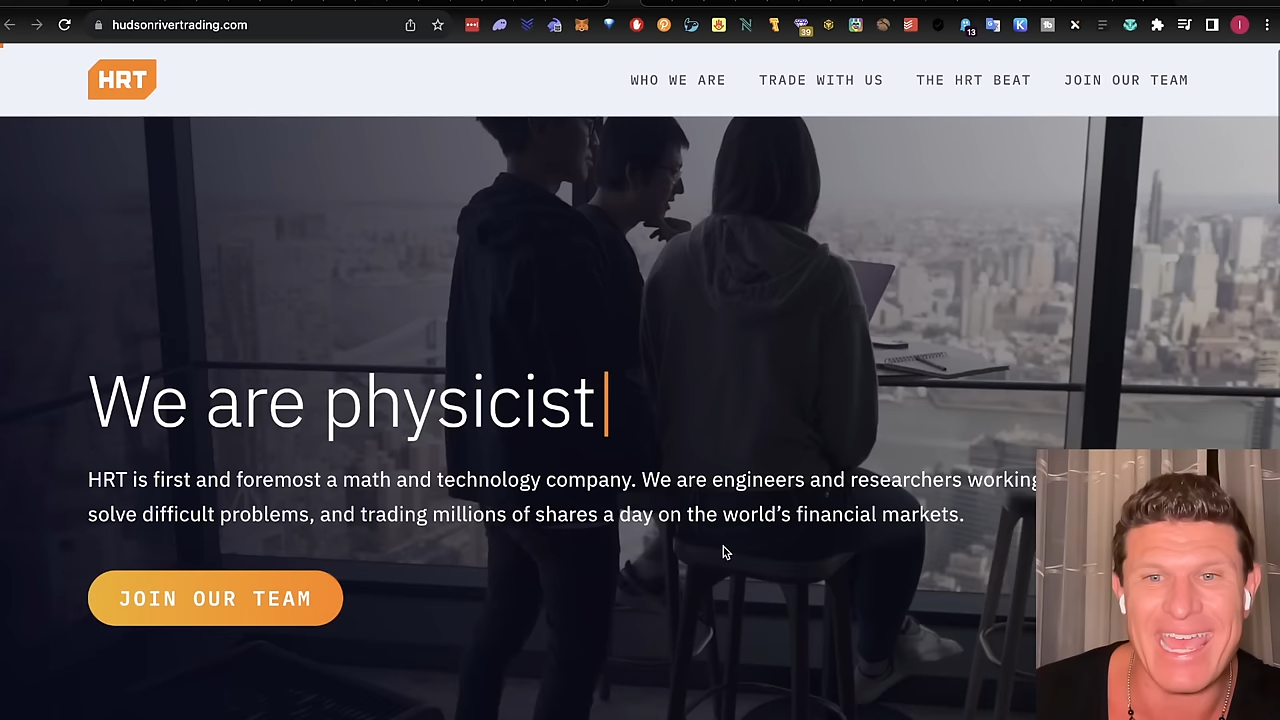 hudsonrivertrading.com
39
13
I
HRT
WHO WE ARE
TRADE WITH US
THE HRT BEAT
JOIN OUR TEAM
We are physicist
HRT is first and foremost a math and technology company. We are engineers and researchers working
solve difficult problems, and trading millions of shares a day on the world’s financial markets.
JOIN OUR TEAM